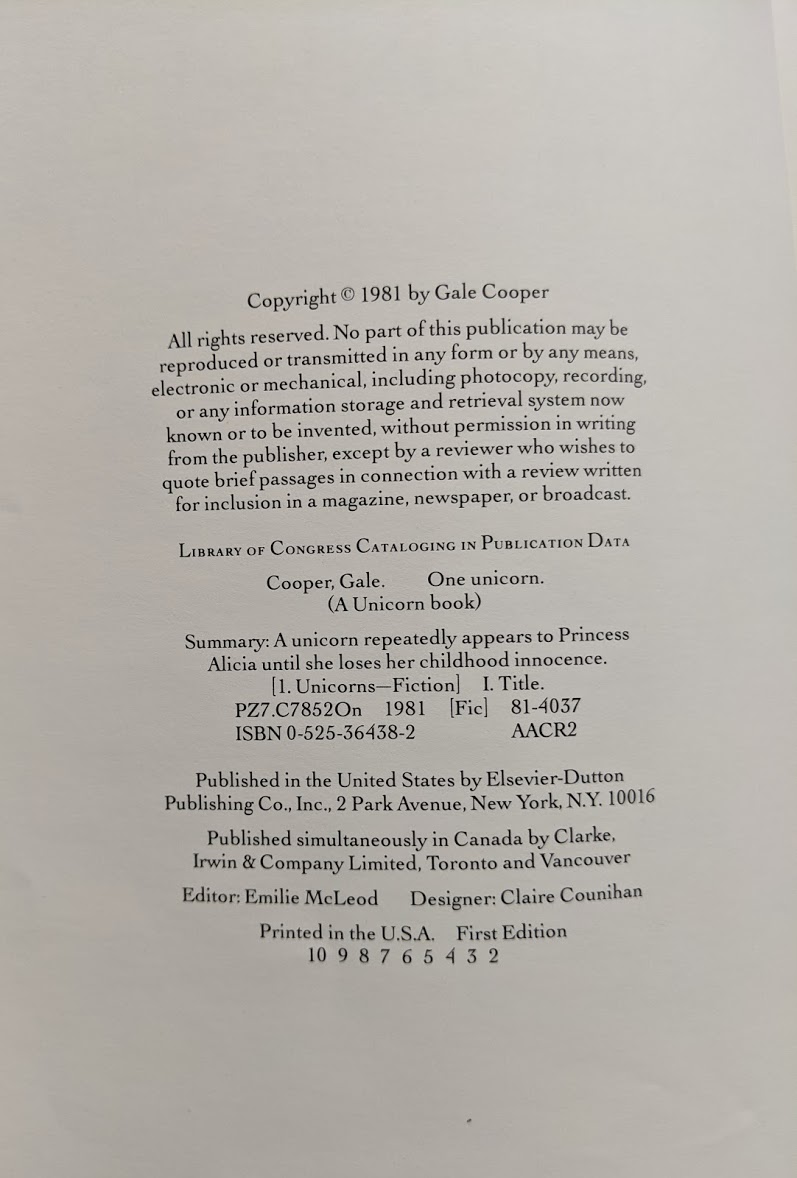 Copyright © 1981 by Gale Cooper
All rights reserved. No part of this publication may be
reproduced or transmitted in any form or by any means,
electronic or mechanical, including photocopy, recording,
or any information storage and retrieval system now
known or to be invented, without permission in writing
from the publisher, except by a reviewer who wishes to
quote brief passages in connection with a review written
for inclusion in a magazine, newspaper, or broadcast.
LIBRARY OF CONGRESS CATALOGING IN PUBLICATION DATA
Cooper, Gale. One unicorn.
(A Unicorn book)
Summary: A unicorn repeatedly appears to Princess
Alicia until she loses her childhood innocence.
[1. Unicorns—Fiction] I. Title.
PZ7.C7852On 1981 [Fic] 81-4037
ISBN 0-525-36438-2 AACR2
Published in the United States by Elsevier-Dutton
Publishing Co., Inc., 2 Park Avenue, New York, N.Y. 10016
Published simultaneously in Canada by Clarke,
Irwin & Company Limited, Toronto and Vancouver
Editor: Emilie McLeod Designer: Claire Counihan
Printed in the U.S.A. First Edition
10 9 8 7 6 5 4 3 2